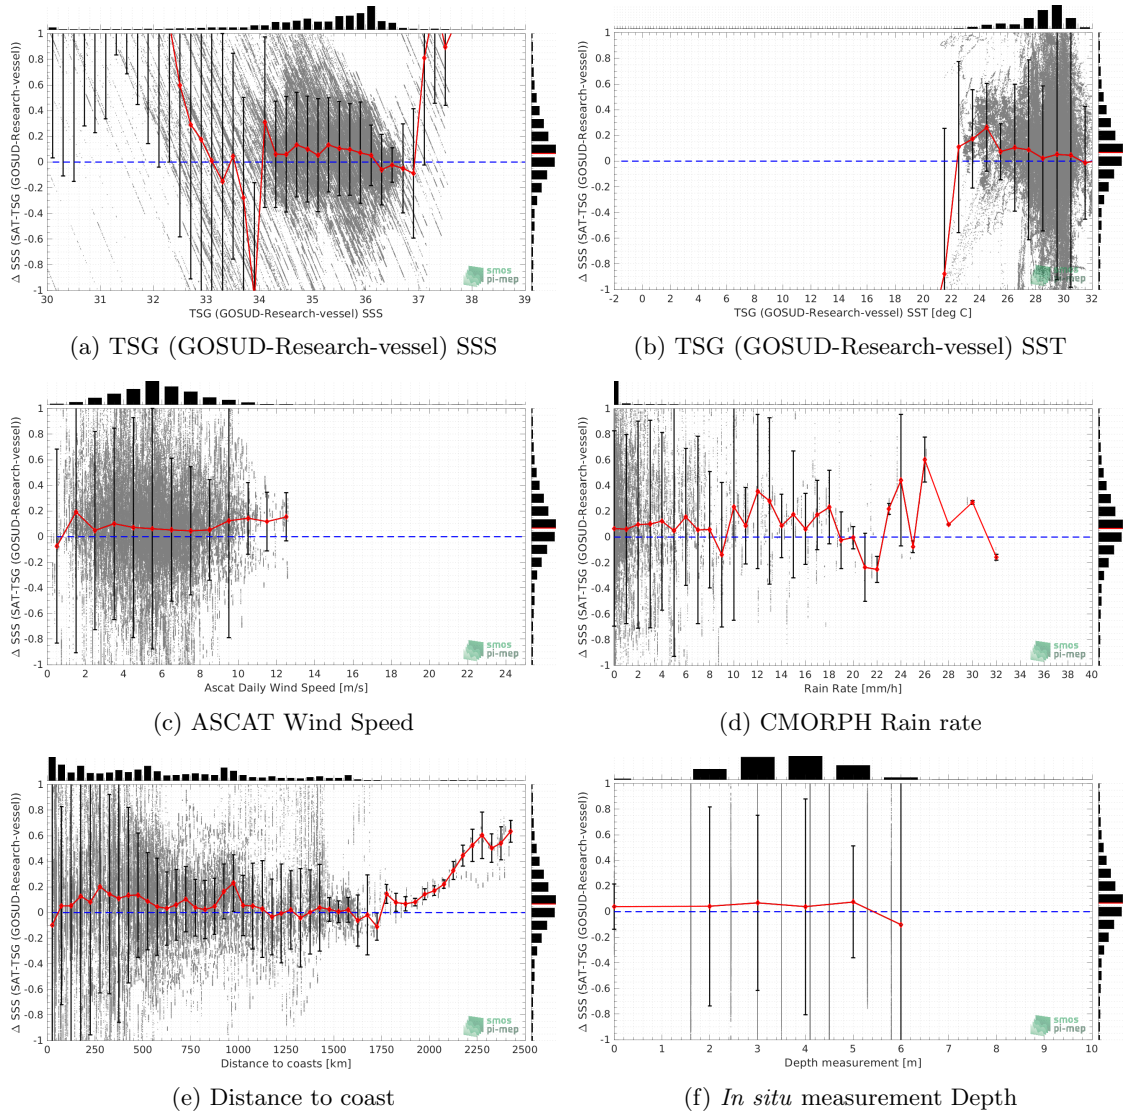 Δ SSS (SAT-TSG (GOSUD-Research-vessel))
1
0.8
0.6
0.4
0.2
0
-0.2
-0.4
-0.6
-0.8
-1
smos
pi-mep
30 31 32 33 34 35 36 37 38 39
TSG (GOSUD-Research-vessel) SSS
(a) TSG (GOSUD-Research-vessel) SSS
Δ SSS (SAT-TSG (GOSUD-Research-vessel))
1
0.8
0.6
0.4
0.2
0
-0.2
-0.4
-0.6
-0.8
-1
smos
pi-mep
-2 0 2 4 6 8 10 12 14 16 18 20 22 24 26 28 30 32
TSG (GOSUD-Research-vessel) SST [deg C]
(b) TSG (GOSUD-Research-vessel) SST
Δ SSS (SAT-TSG (GOSUD-Research-vessel))
1
0.8
0.6
0.4
0.2
0
-0.2
-0.4
-0.6
-0.8
-1
smos
pi-mep
0 2 4 6 8 10 12 14 16 18 20 22 24
Ascat Daily Wind Speed [m/s]
(c) ASCAT Wind Speed
Δ SSS (SAT-TSG (GOSUD-Research-vessel))
1
0.8
0.6
0.4
0.2
0
-0.2
-0.4
-0.6
-0.8
-1
smos
pi-mep
0 2 4 6 8 10 12 14 16 18 20 22 24 26 28 30 32 34 36 38 40
Rain Rate [mm/h]
(d) CMORPH Rain rate
Δ SSS (SAT-TSG (GOSUD-Research-vessel))
1
0.8
0.6
0.4
0.2
0
-0.2
-0.4
-0.6
-0.8
-1
smos
pi-mep
0 250 500 750 1000 1250 1500 1750 2000 2250 2500
Distance to coasts [km]
(e) Distance to coast
Δ SSS (SAT-TSG (GOSUD-Research-vessel))
1
0.8
0.6
0.4
0.2
0
-0.2
-0.4
-0.6
-0.8
-1
smos
pi-mep
0 1 2 3 4 5 6 7 8 9 10
Depth measurement [m]
(f) In situ measurement Depth